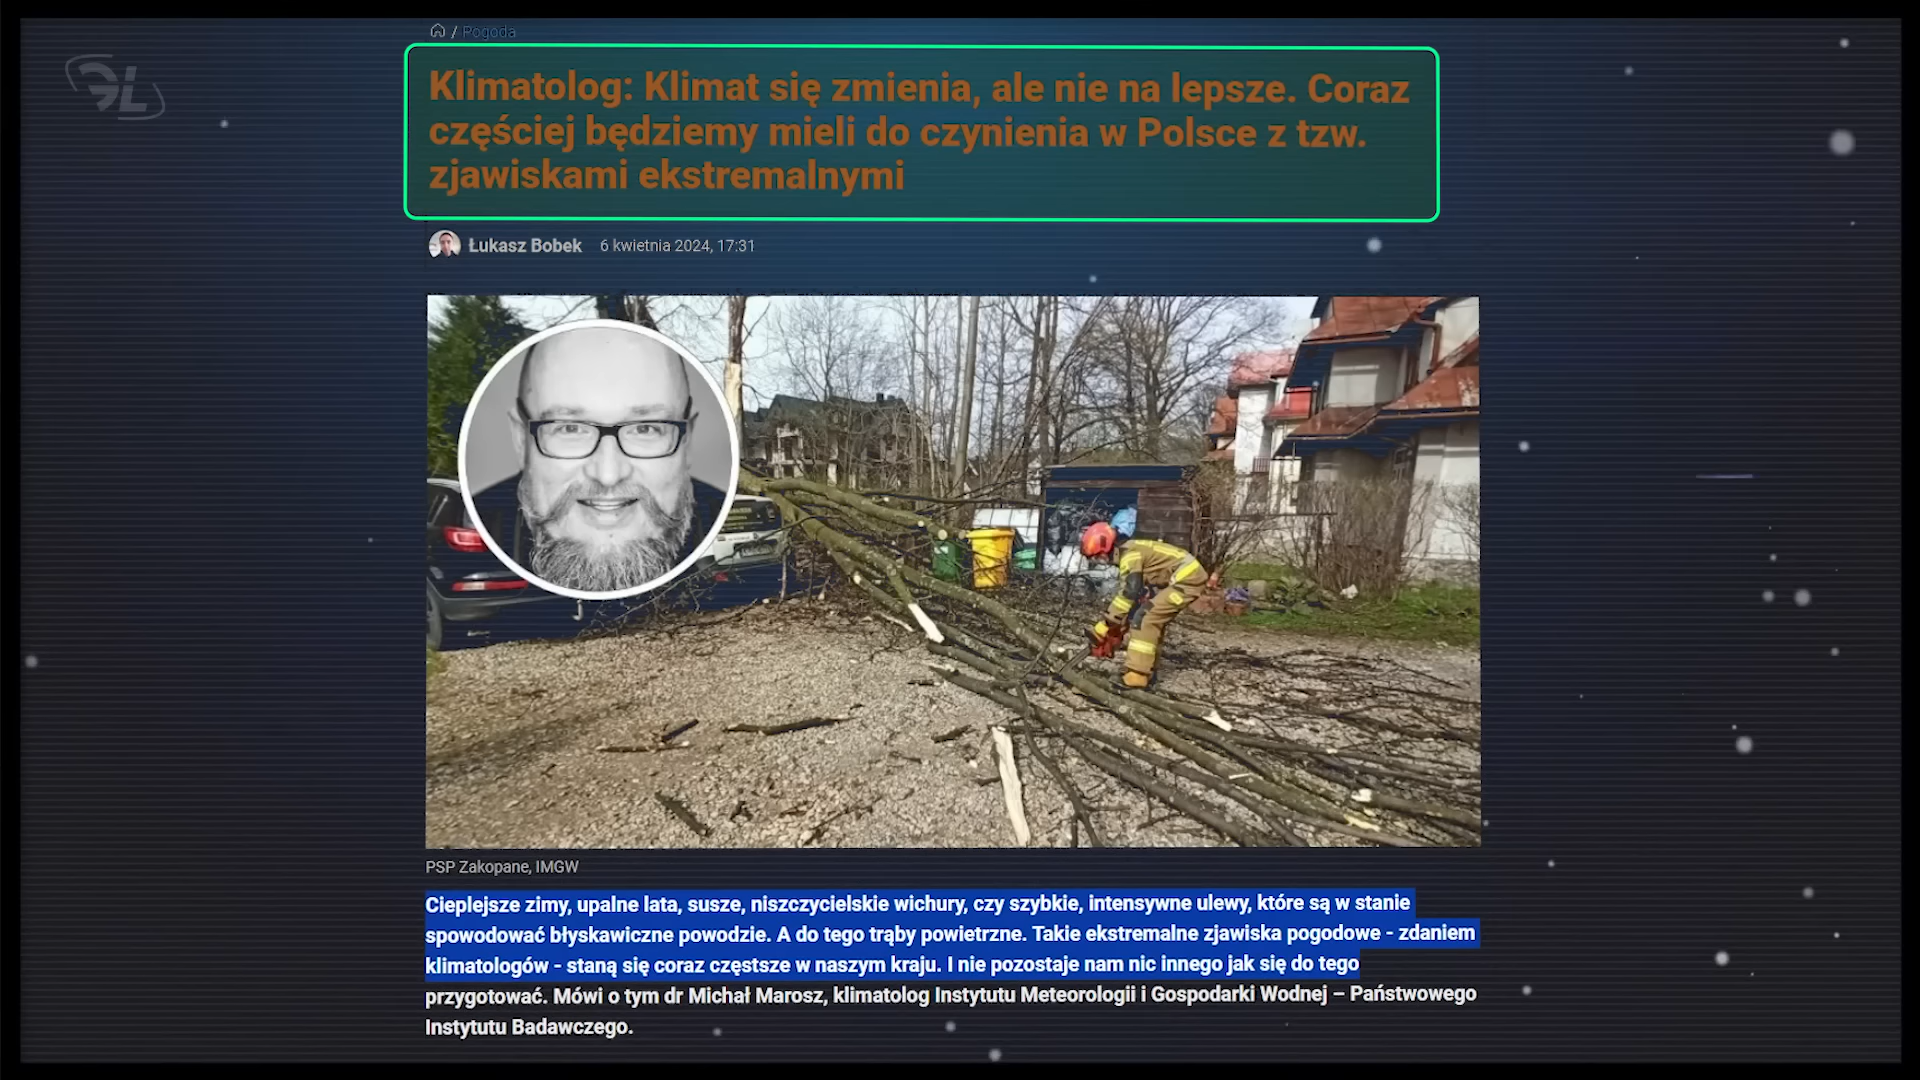 / Pogoda
Klimatolog: Klimat się zmienia, ale nie na lepsze. Coraz
częściej będziemy mieli do czynienia w Polsce z tzw.
zjawiskami ekstremalnymi
Łukasz Bobek 6 kwietnia 2024, 17:31
PSP Zakopane, IMGW
Cieplejsze zimy, upalne lata, susze, niszczycielskie wichury, czy szybkie, intensywne ulewy, które są w stanie
spowodować błyskawiczne powodzie. A do tego trąby powietrzne. Takie ekstremalne zjawiska pogodowe - zdaniem
klimatologów - staną się coraz częstsze w naszym kraju. I nie pozostaje nam nic innego jak się do tego
przygotować. Mówi o tym dr Michał Marosz, klimatolog Instytutu Meteorologii i Gospodarki Wodnej – Państwowego
Instytutu Badawczego.